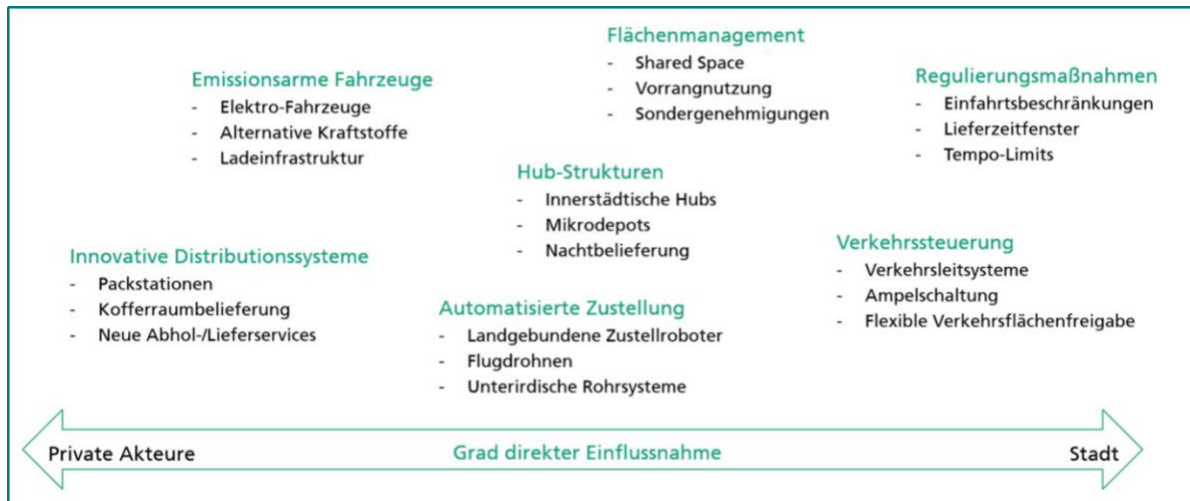 Flächenmanagement
- Shared Space
- Vorrangnutzung
- Sondergenehmigungen
Emissionsarme Fahrzeuge
- Elektro-Fahrzeuge
- Alternative Kraftstoffe
- Ladeinfrastruktur
Regulierungsmaßnahmen
- Einfahrtsbeschränkungen
- Lieferzeitfenster
- Tempo-Limits
Hub-Strukturen
- Innerstädtische Hubs
- Mikrodepots
- Nachtbelieferung
Innovative Distributionssysteme
- Packstationen
- Kofferraumbelieferung
- Neue Abhol-/Lieferservices
Verkehrssteuerung
- Verkehrsleitsysteme
- Ampelschaltung
- Flexible Verkehrsflächenfreigabe
Automatisierte Zustellung
- Landgebundene Zustellroboter
- Flugdrohnen
- Unterirdische Rohrsysteme
Private Akteure Grad direkter Einflussnahme Stadt